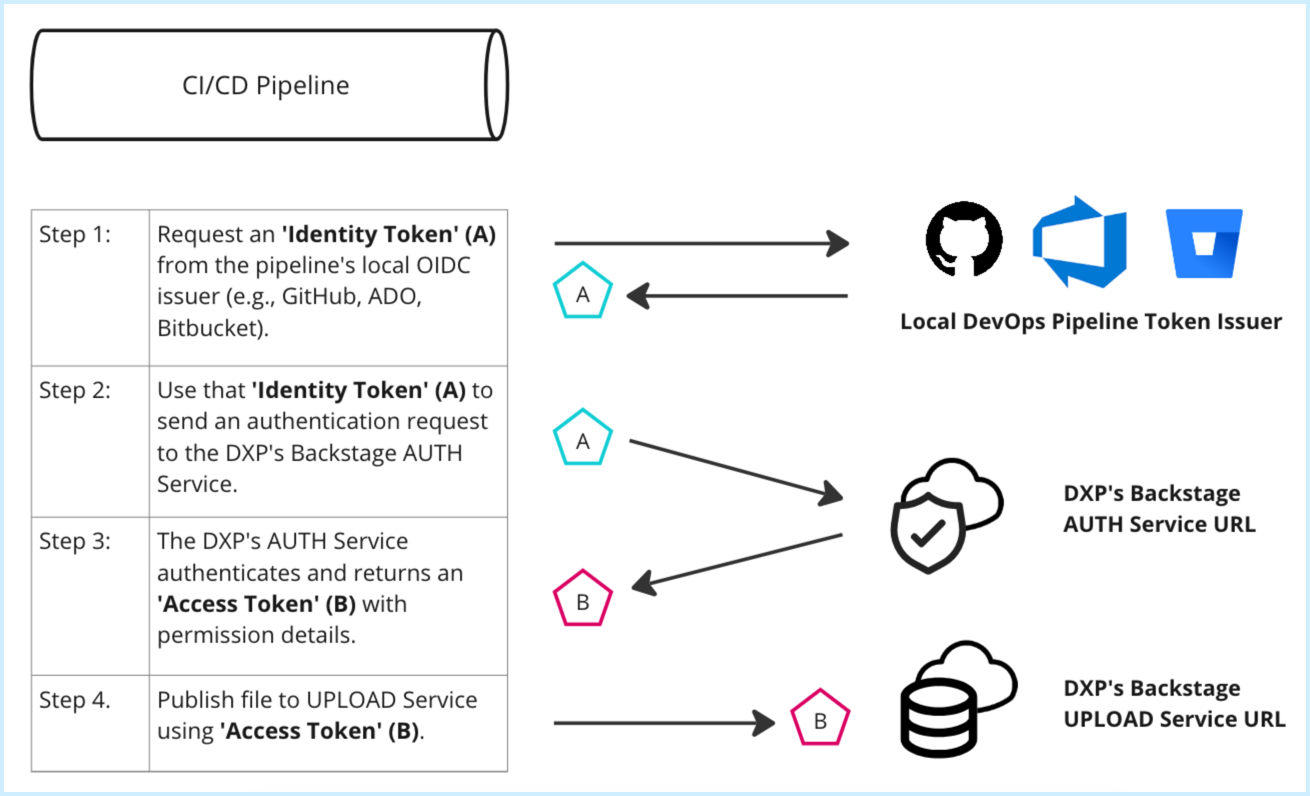 CI/CD Pipeline
Step 1:
Request an 'Identity Token' (A)
from the pipeline's local OIDC
issuer (e.g., GitHub, ADO,
Bitbucket).
A
Local DevOps Pipeline Token Issuer
Step 2:
Use that 'Identity Token' (A) to
send an authentication request
to the DXP's Backstage AUTH
Service.
A
DXP's Backstage
AUTH Service URL
Step 3:
The DXP's AUTH Service
authenticates and returns an
'Access Token' (B) with
permission details.
B
Step 4.
Publish file to UPLOAD Service
using 'Access Token' (B).
B
DXP's Backstage
UPLOAD Service URL